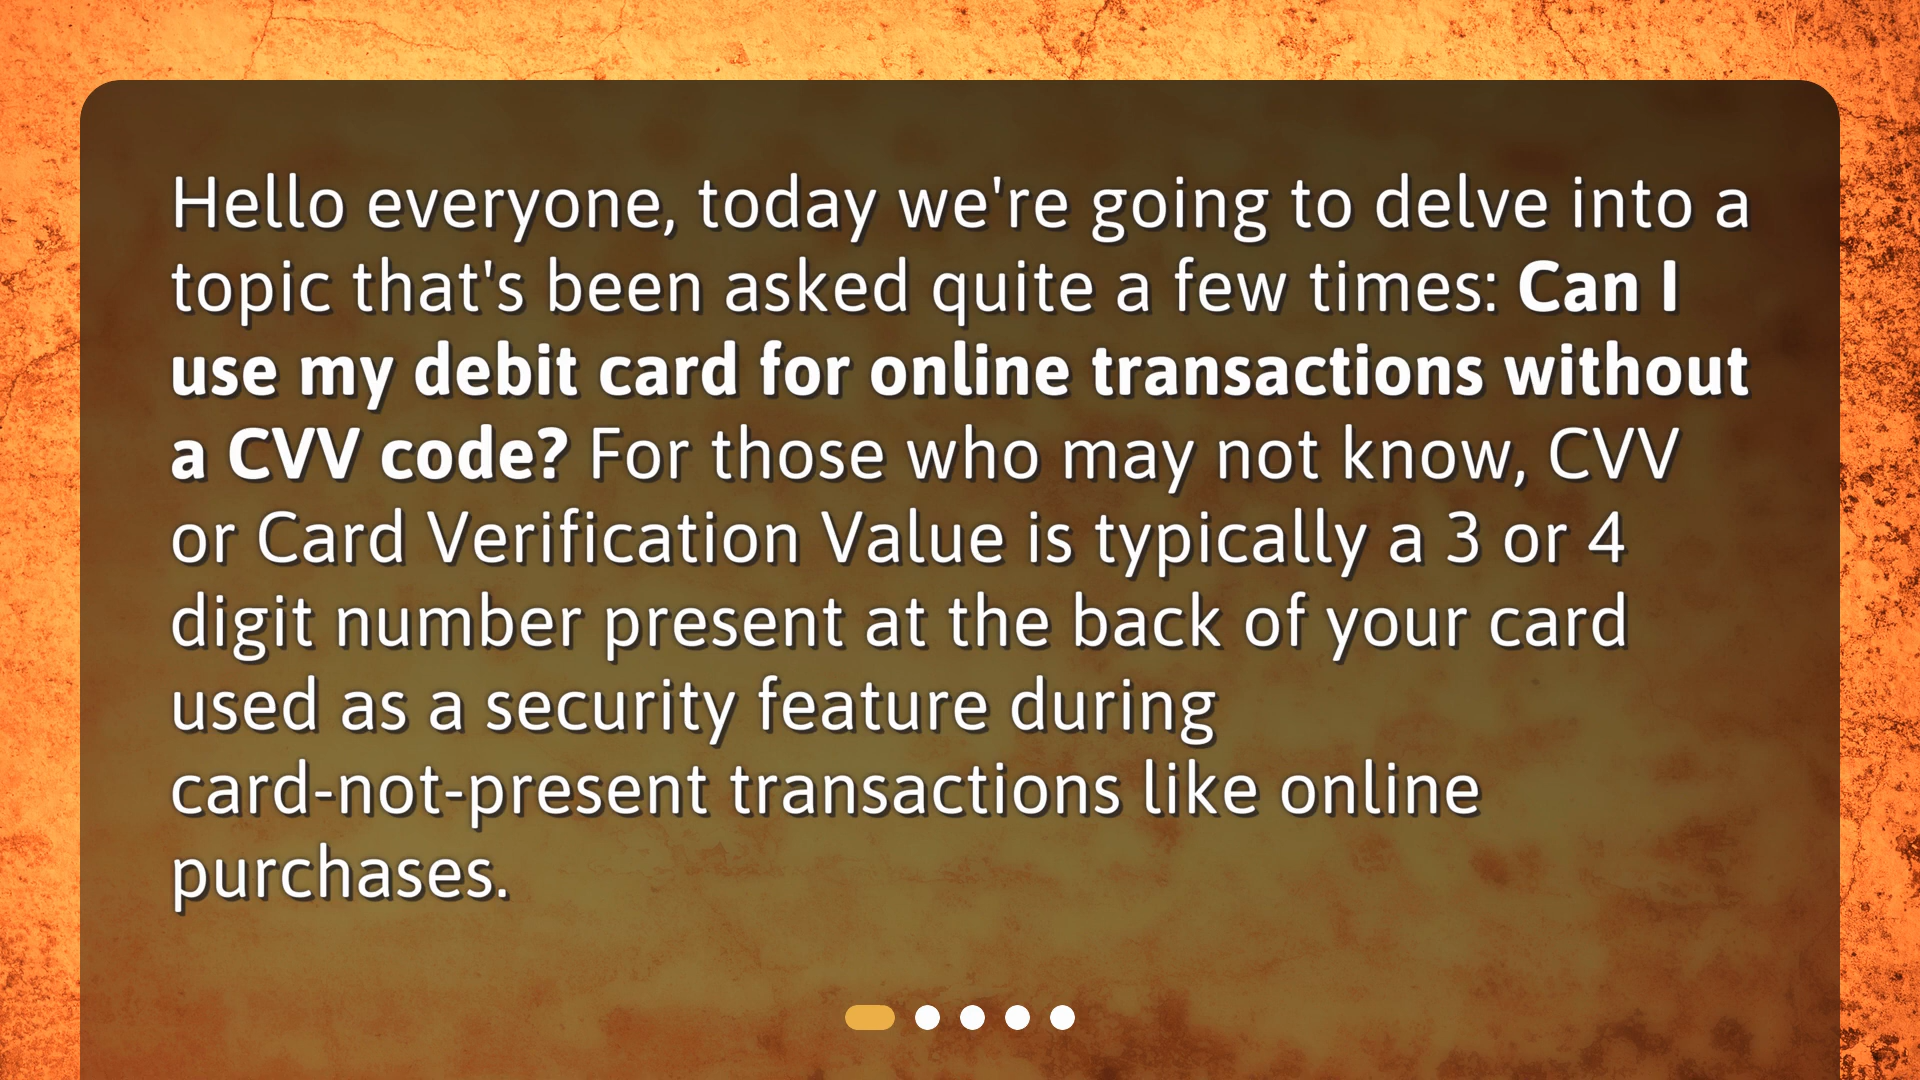 Hello everyone, today we're going to delve into a
topic that's been asked quite a few times: Can I
use my debit card for online transactions without
a CVV code? For those who may not know, CVV
or Card Verification Value is typically a 3 or 4
digit number present at the back of your card
used as a security feature during
card-not-present transactions like online
purchases.